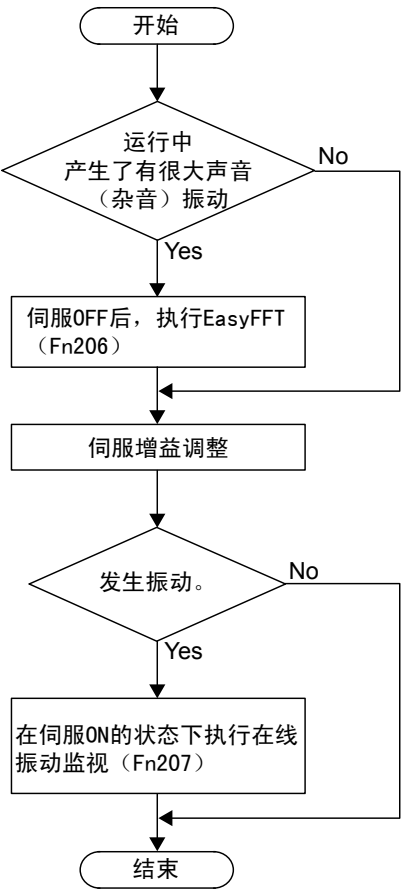 开始
运行中
产生了有很大声音
（杂音）振动
No
Yes
伺服OFF后，执行EasyFFT
（Fn206）
伺服增益调整
发生振动。
No
Yes
在伺服ON的状态下执行在线
振动监视（Fn207）
结束